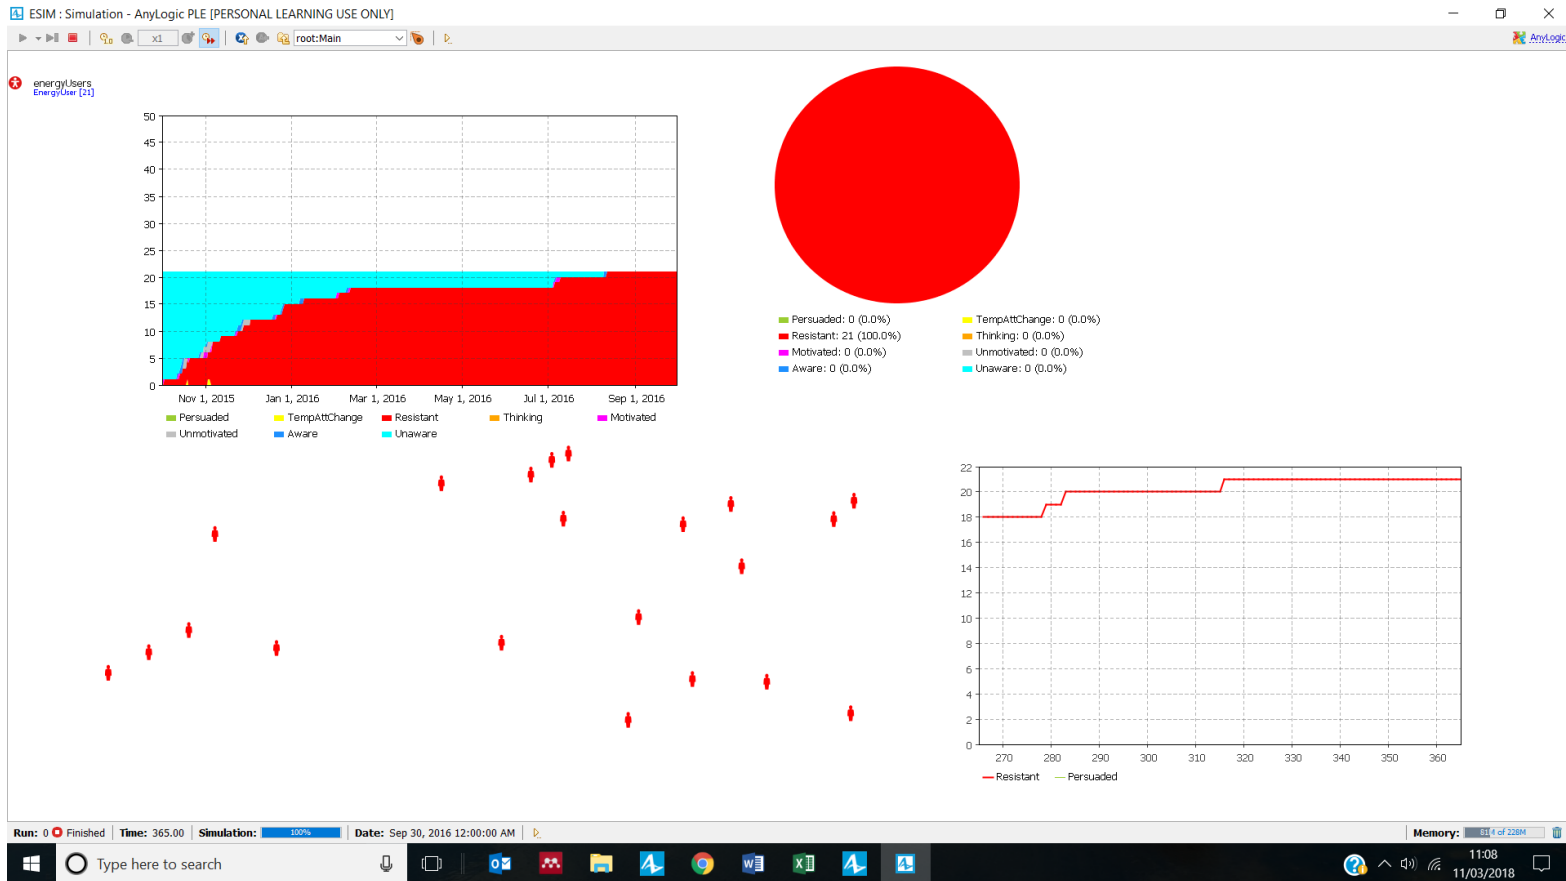 ESIM : Simulation - AnyLogic PLE [PERSONAL LEARNING USE ONLY]
x1
root:Main
AnyLogic
energyUsers
EnergyUser [21]
50
45
40
35
30
25
20
15
10
5
0
Nov 1, 2015 Jan 1, 2016 Mar 1, 2016 May 1, 2016 Jul 1, 2016 Sep 1, 2016
Persuaded TempAttChange Resistant Thinking Motivated
Unmotivated Aware Unaware
Persuaded: 0 (0.0%) TempAttChange: 0 (0.0%)
Resistant: 21 (100.0%) Thinking: 0 (0.0%)
Motivated: 0 (0.0%) Unmotivated: 0 (0.0%)
Aware: 0 (0.0%) Unaware: 0 (0.0%)
22
20
18
16
14
12
10
8
6
4
2
0
270 280 290 300 310 320 330 340 350 360
Resistant Persuaded
Run: 0 Finished Time: 365.00 Simulation: 100% Date: Sep 30, 2016 12:00:00 AM Memory: 81M of 228M
Type here to search
11:08
11/03/2018